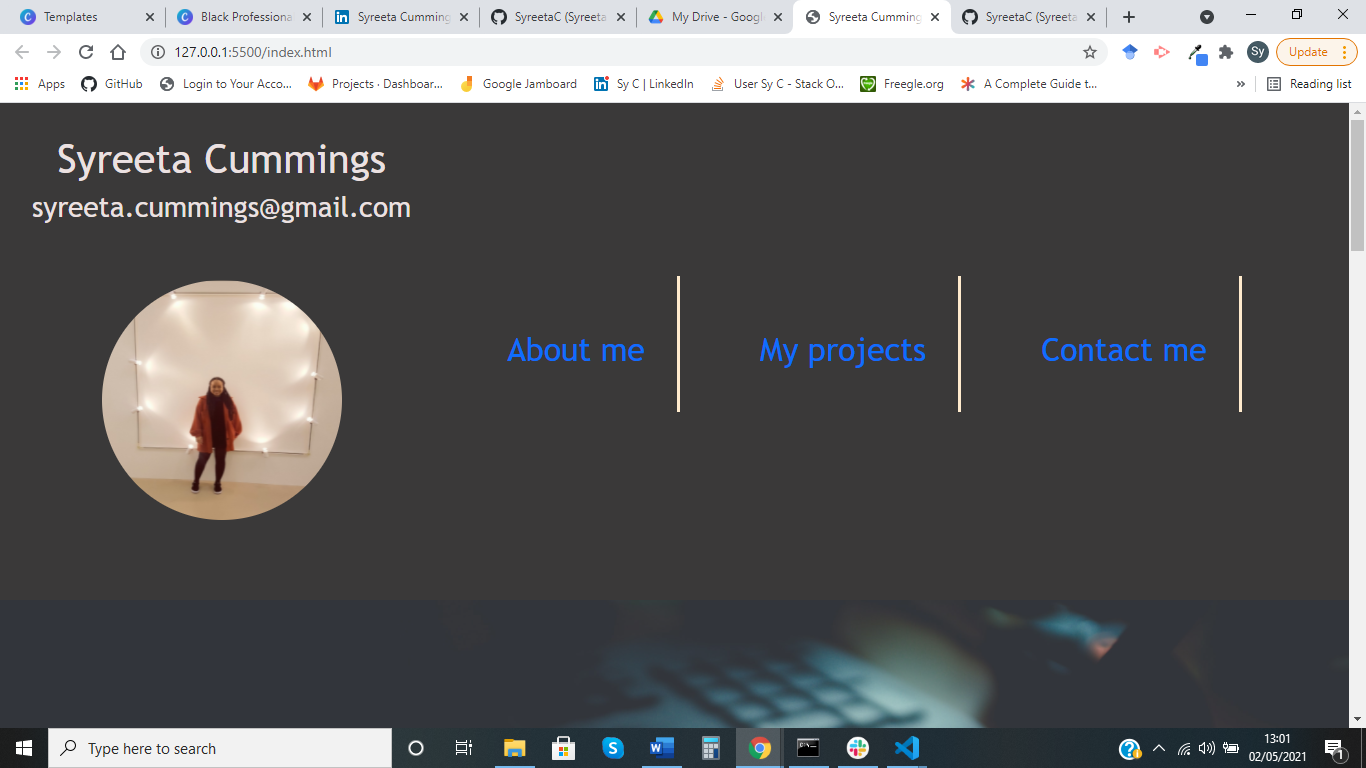 Templates
Black Professiona
Syreeta Cumming
SyreetaC (Syreeta
My Drive - Googl
Syreeta Cumming
SyreetaC (Syreeta
127.0.0.1:5500/index.html
Sy
Update
Apps
GitHub
Login to Your Acco...
Projects · Dashboar...
Google Jamboard
Sy C | LinkedIn
User Sy C - Stack O...
Freegle.org
A Complete Guide t...
»
Reading list
Syreeta Cummings
syreeta.cummings@gmail.com
About me
My projects
Contact me
Type here to search
13:01
02/05/2021
1